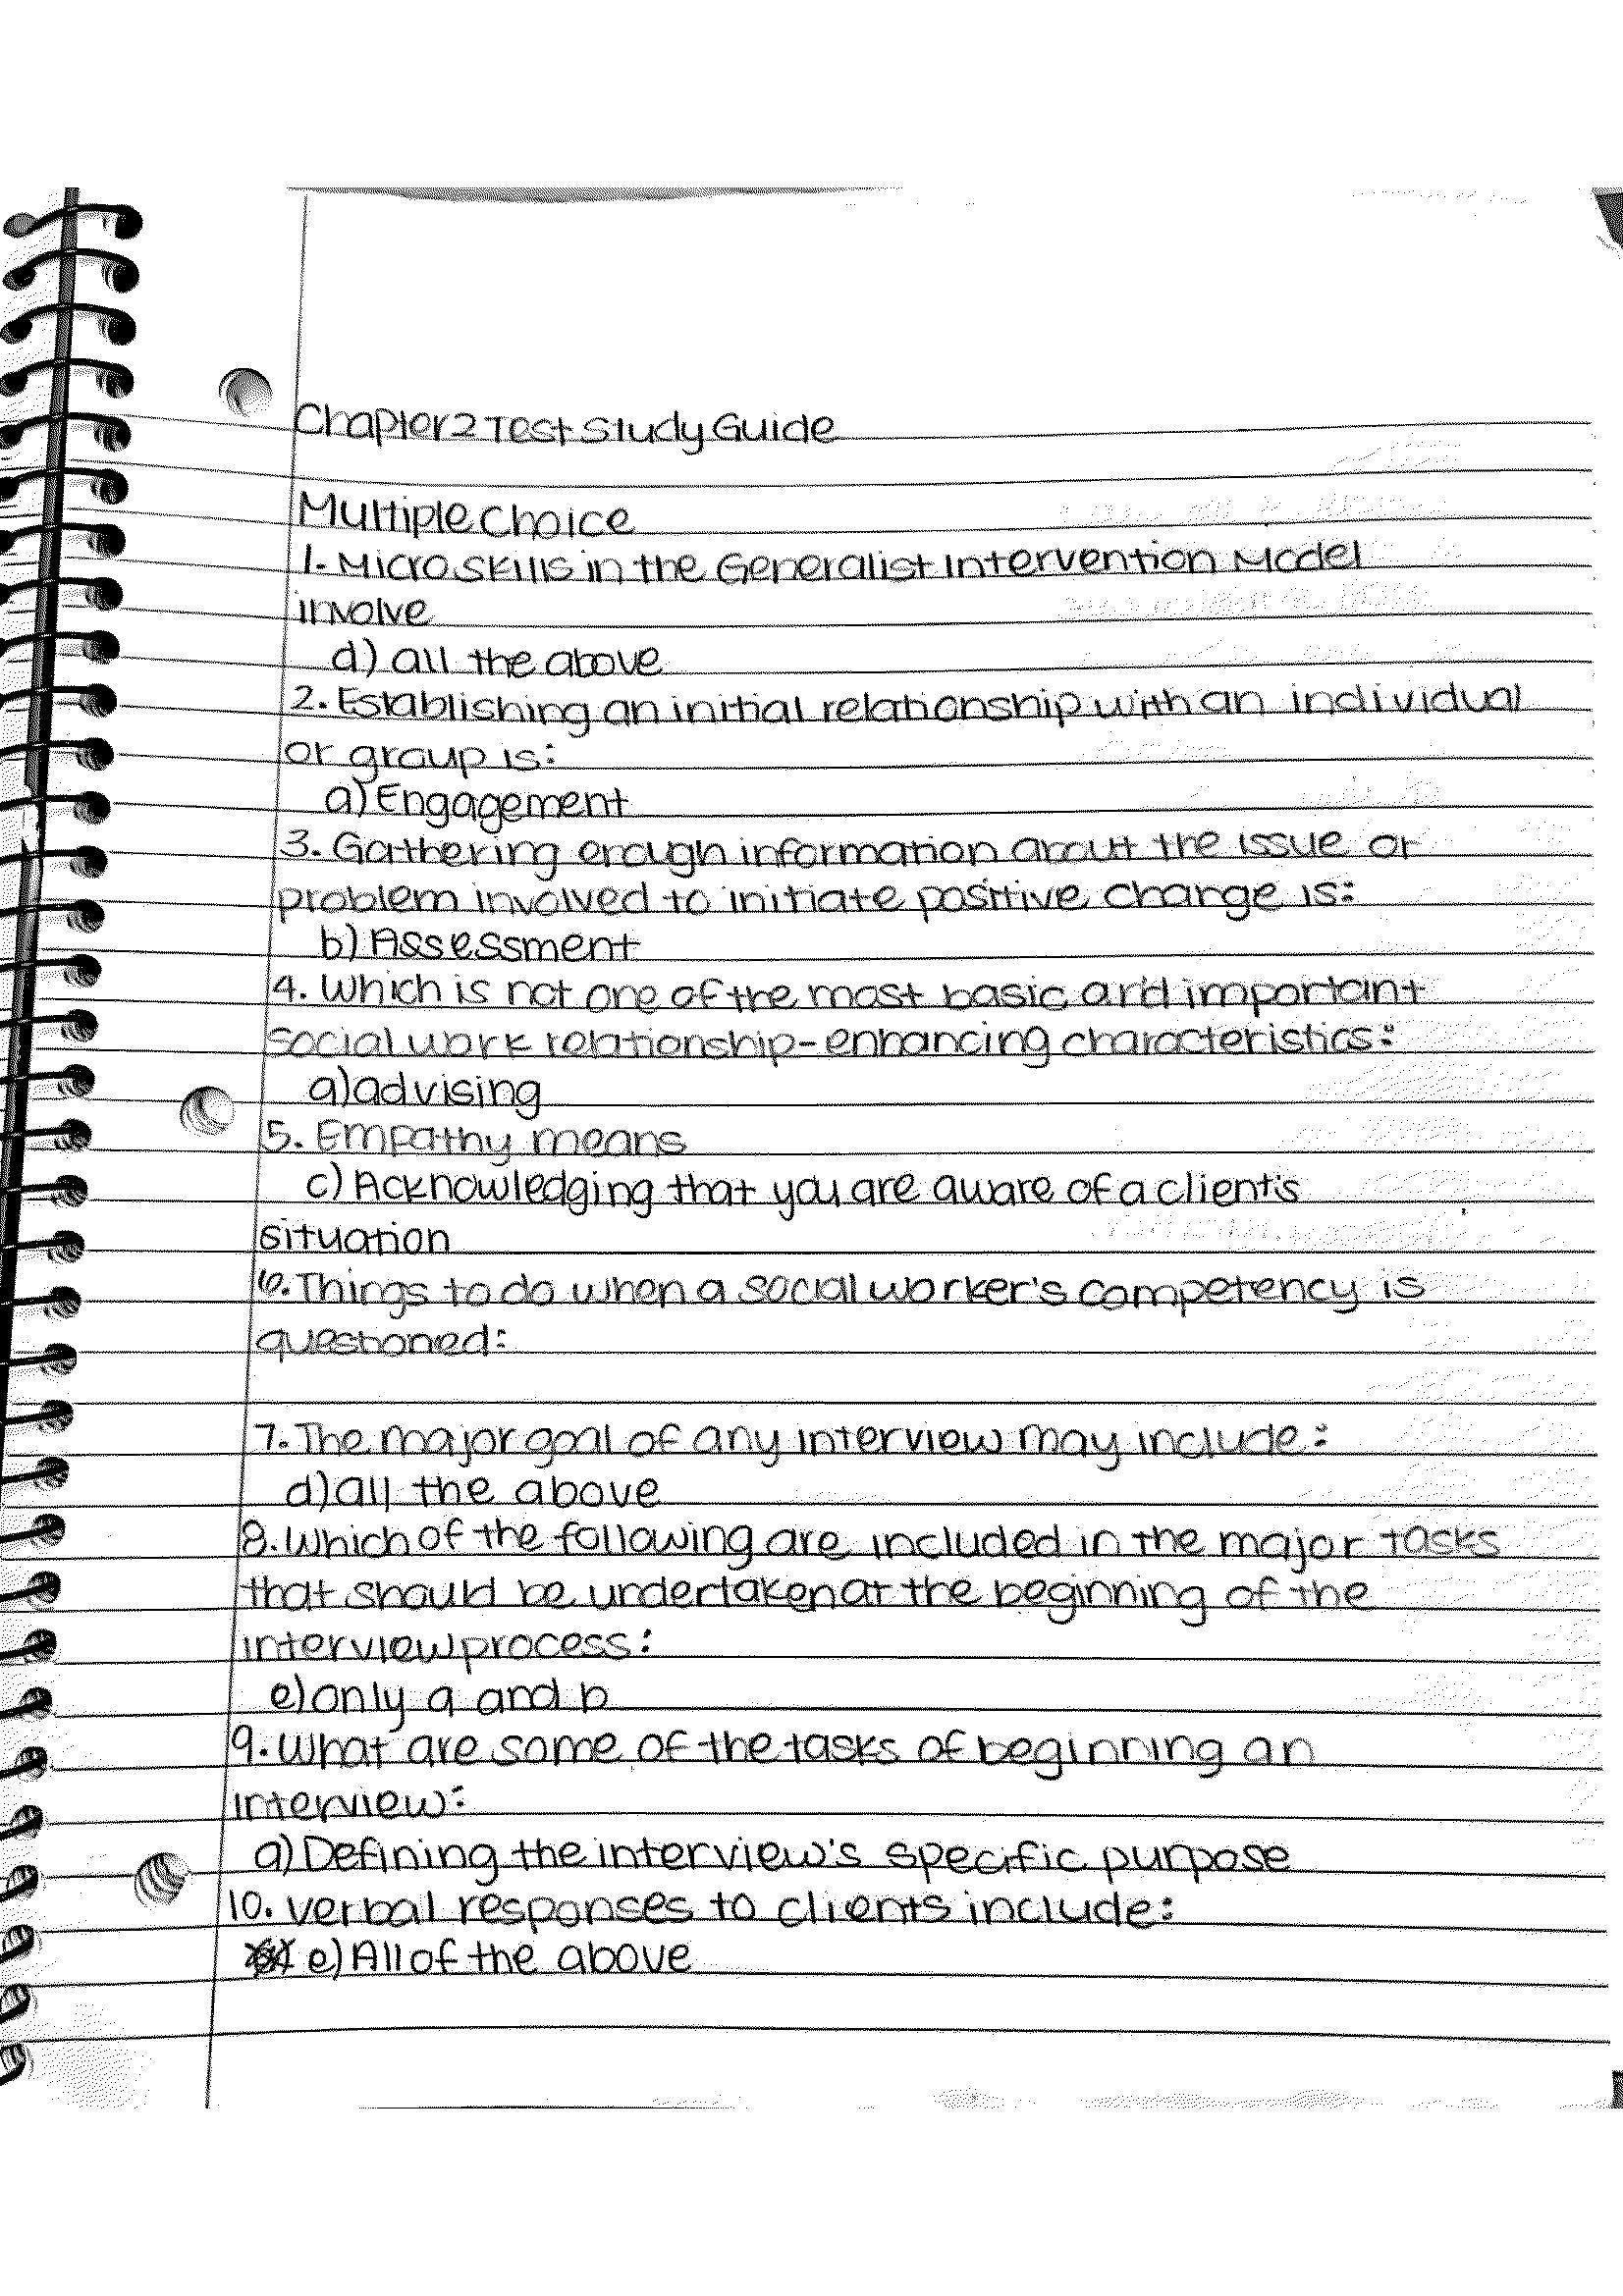 Chapter 2 Test Study Guide
Multiple Choice
1. Micro skills in the Generalist Intervention Model
involve
d) all the above
2. Establishing an initial relationship with an individual
or group is:
a) Engagement
3. Gathering enough information about the issue or
problem involved to initiate positive change is:
b) Assessment
4. Which is not one of the most basic and important
social work relationship-enhancing characteristics:
a) advising
5. Empathy means
c) Acknowledging that you are aware of a client's
situation
6. Things to do when a social worker's competency is
questioned:
7. The major goal of any interview may include:
d) all the above
8. Which of the following are included in the major tasks
that should be undertaken at the beginning of the
interview process:
e) only a and b
9. What are some of the tasks of beginning an
interview:
a) Defining the interview's specific purpose
10. Verbal responses to clients include:
e) All of the above